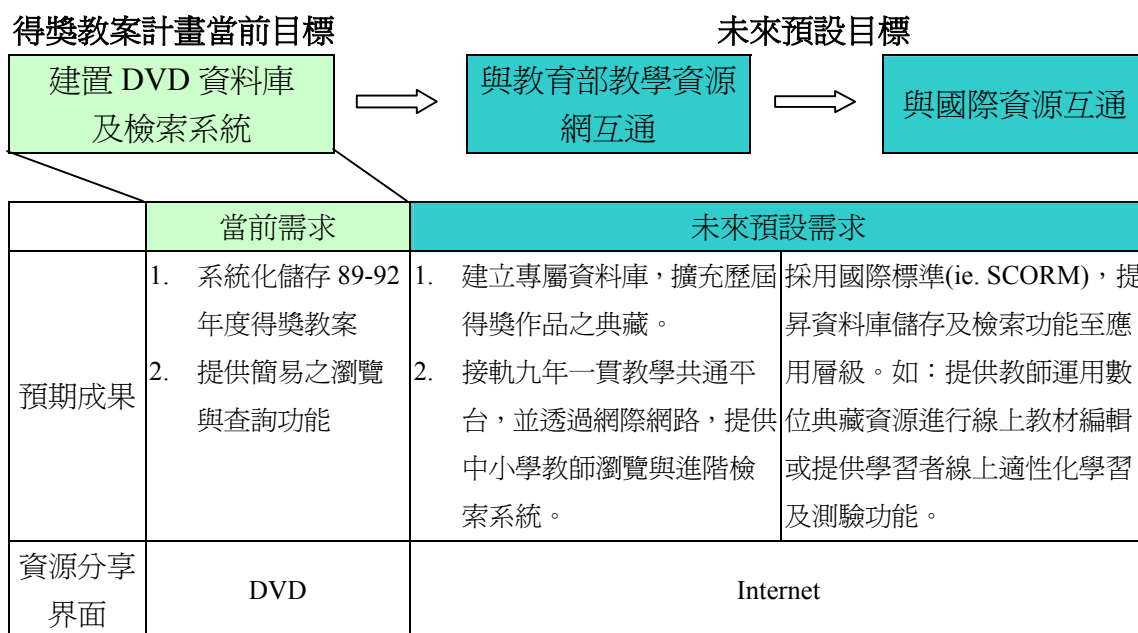 得獎教案計畫當前目標
未來預設目標
建置 DVD 資料庫
及檢索系統
與教育部教學資源
網互通
與國際資源互通
當前需求
未來預設需求
預期成果
1. 系統化儲存 89-92
年度得獎教案
2. 提供簡易之瀏覽
與查詢功能
1. 建立專屬資料庫，擴充歷屆
得獎作品之典藏。
2. 接軌九年一貫教學共通平
台，並透過網際網路，提供
中小學教師瀏覽與進階檢
索系統。
採用國際標準(ie. SCORM)，提
昇資料庫儲存及檢索功能至應
用層級。如：提供教師運用數
位典藏資源進行線上教材編輯
或提供學習者線上適性化學習
及測驗功能。
資源分享
界面
DVD
Internet